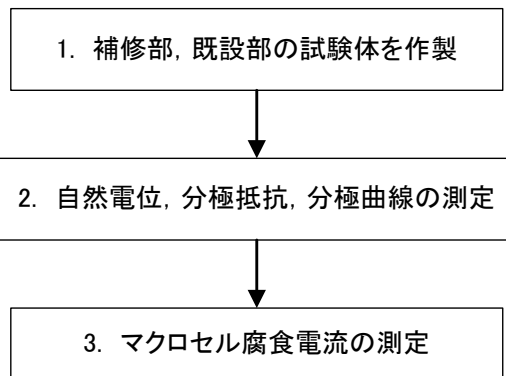 1. 補修部, 既設部の試験体を作製
2. 自然電位, 分極抵抗, 分極曲線の測定
3. マクロセル腐食電流の測定